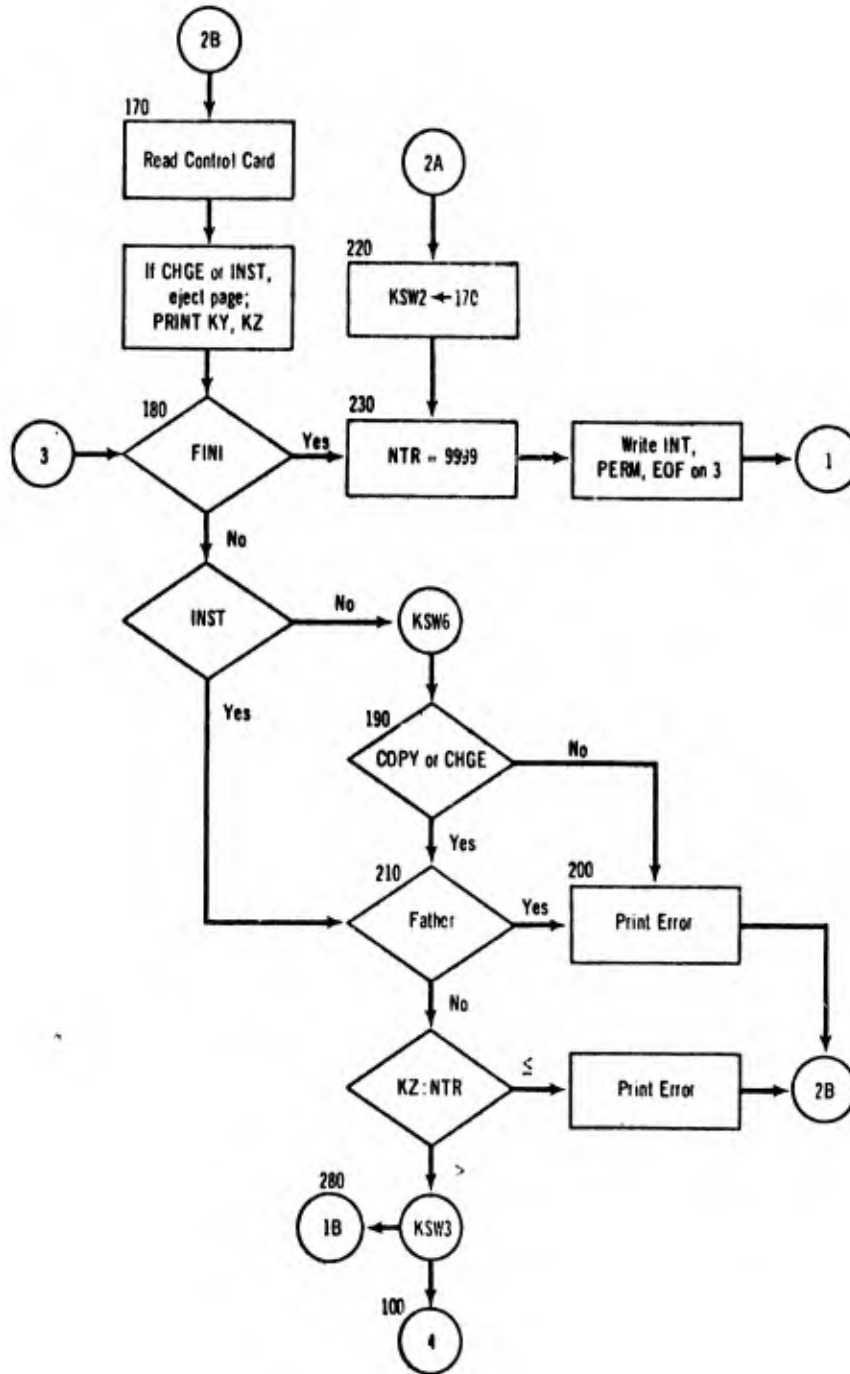 2B
170
Read Control Card
2A
If CHGE or INST,
eject page;
PRINT KY, KZ
220
KSW2 ← 170
180
FINI
3
Yes
230
NTR = 9999
Write INT,
PERM, EOF on 3
1
No
INST
No
KSW6
Yes
190
COPY or CHGE
No
Yes
210
Father
Yes
200
Print Error
No
KZ:NTR
≤
Print Error
2B
>
280
1B
KSW3
100
4